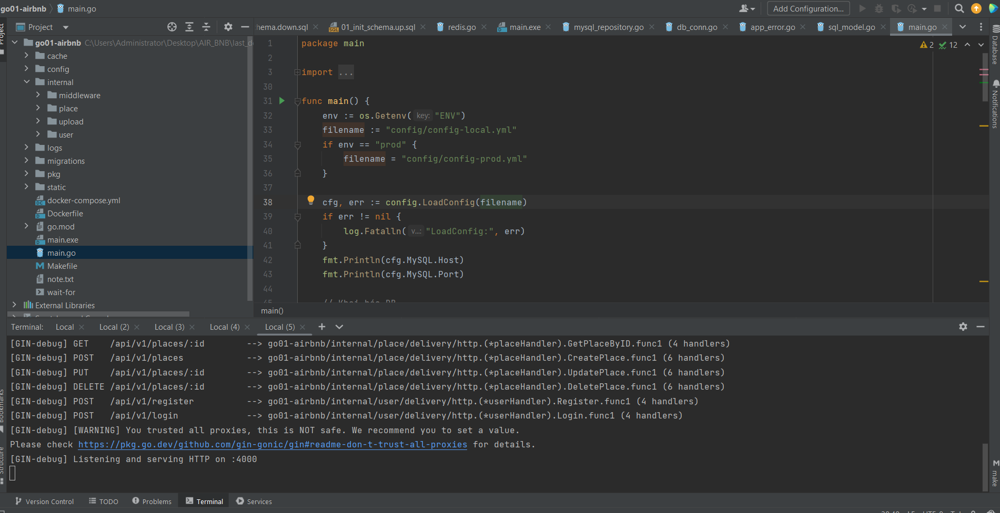 go01-airbnb main.go
Add Configuration...
Project
hema.down.sql 01_init_schema.up.sql redis.go main.exe mysql_repository.go db_conn.go app_error.go sql_model.go main.go
go01-airbnb C:\Users\Administrator\Desktop\AIR_BNB\last_d
cache
config
internal
middleware
place
upload
user
logs
migrations
pkg
static
docker-compose.yml
Dockerfile
go.mod
main.exe
main.go
Makefile
note.txt
wait-for
External Libraries
2 12
1 package main
2
3 import ...
30
31 func main() {
32 env := os.Getenv( key: "ENV")
33 filename := "config/config-local.yml"
34 if env == "prod" {
35 filename = "config/config-prod.yml"
36 }
37
38 cfg, err := config.LoadConfig(filename)
39 if err != nil {
40 log.Fatalln( v...: "LoadConfig:", err)
41 }
42 fmt.Println(cfg.MySQL.Host)
43 fmt.Println(cfg.MySQL.Port)
44
main()
Database
Notifications
make
Project
Bookmarks
Structure
Terminal: Local Local (2) Local (3) Local (4) Local (5)
[GIN-debug] GET /api/v1/places/:id --> go01-airbnb/internal/place/delivery/http.(*placeHandler).GetPlaceByID.func1 (4 handlers)
[GIN-debug] POST /api/v1/places --> go01-airbnb/internal/place/delivery/http.(*placeHandler).CreatePlace.func1 (6 handlers)
[GIN-debug] PUT /api/v1/places/:id --> go01-airbnb/internal/place/delivery/http.(*placeHandler).UpdatePlace.func1 (6 handlers)
[GIN-debug] DELETE /api/v1/places/:id --> go01-airbnb/internal/place/delivery/http.(*placeHandler).DeletePlace.func1 (6 handlers)
[GIN-debug] POST /api/v1/register --> go01-airbnb/internal/user/delivery/http.(*userHandler).Register.func1 (4 handlers)
[GIN-debug] POST /api/v1/login --> go01-airbnb/internal/user/delivery/http.(*userHandler).Login.func1 (4 handlers)
[GIN-debug] [WARNING] You trusted all proxies, this is NOT safe. We recommend you to set a value.
Please check https://pkg.go.dev/github.com/gin-gonic/gin#readme-don-t-trust-all-proxies for details.
[GIN-debug] Listening and serving HTTP on :4000
Version Control TODO Problems Terminal Services